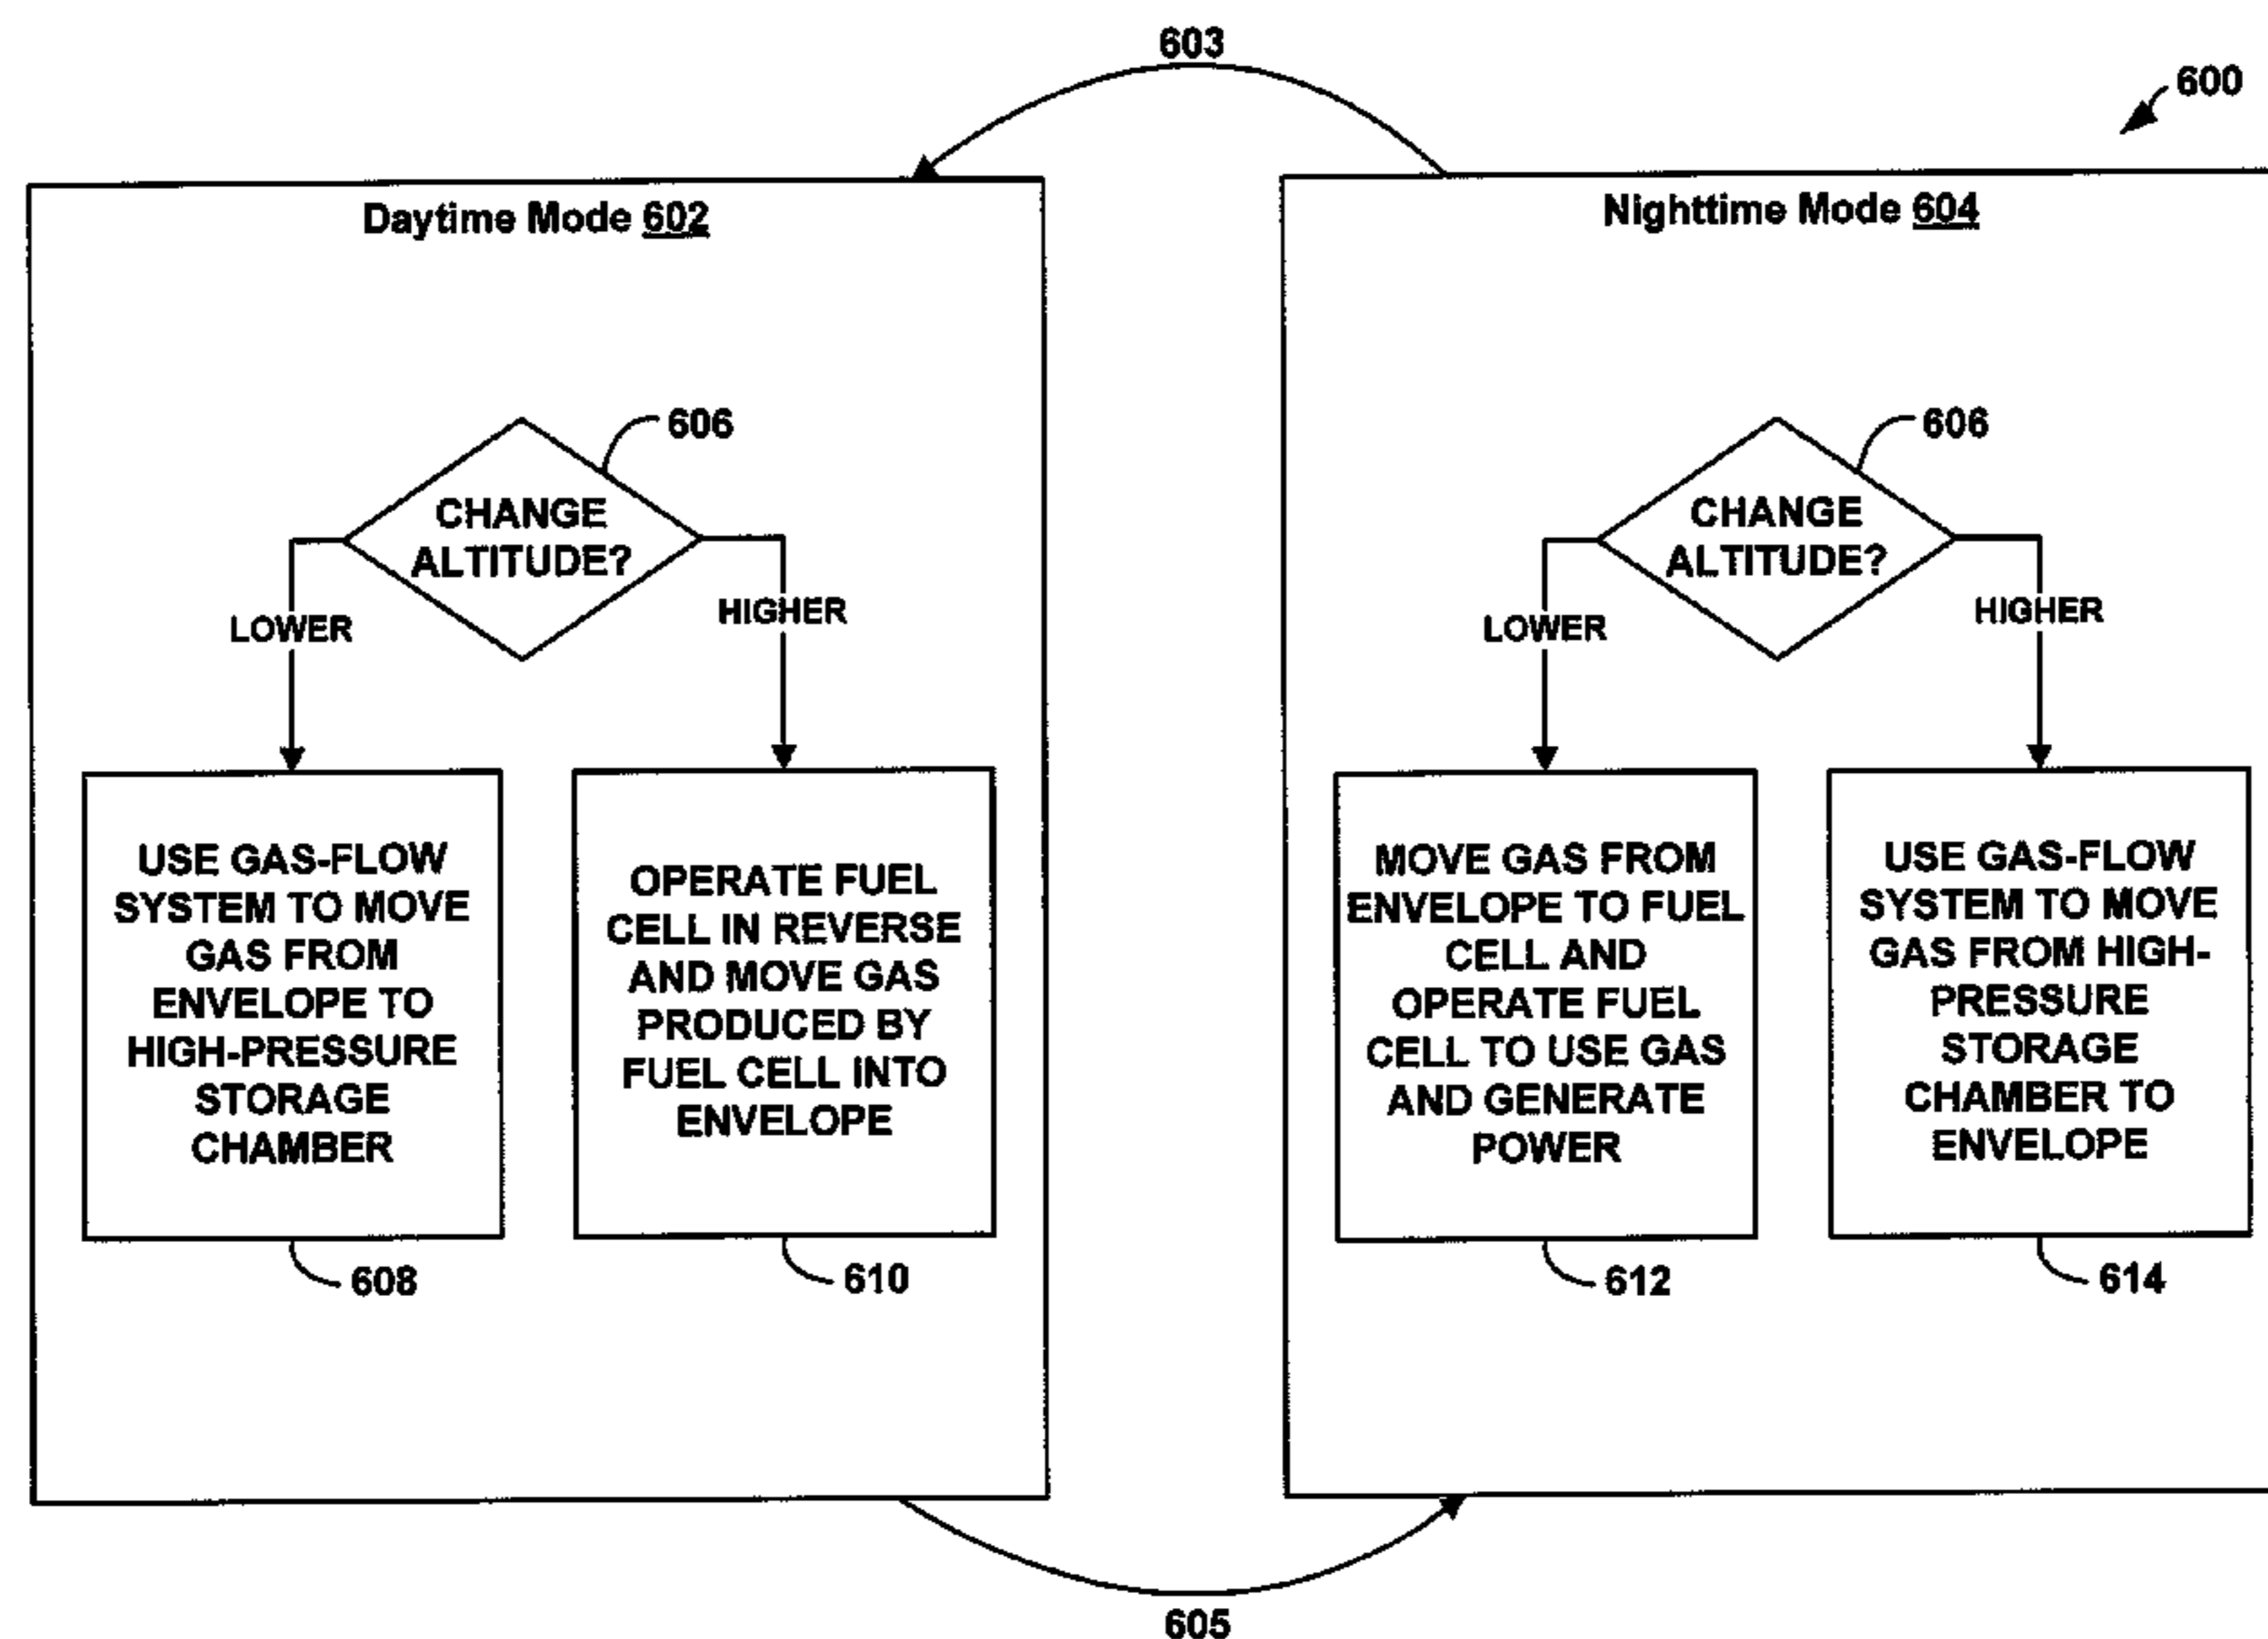 603
600
Daytime Mode 602
606
CHANGE
ALTITUDE?
LOWER
HIGHER
USE GAS-FLOW
SYSTEM TO MOVE
GAS FROM
ENVELOPE TO
HIGH-PRESSURE
STORAGE
CHAMBER
608
OPERATE FUEL
CELL IN REVERSE
AND MOVE GAS
PRODUCED BY
FUEL CELL INTO
ENVELOPE
610
Nighttime Mode 604
606
CHANGE
ALTITUDE?
LOWER
HIGHER
MOVE GAS FROM
ENVELOPE TO FUEL
CELL AND
OPERATE FUEL
CELL TO USE GAS
AND GENERATE
POWER
612
USE GAS-FLOW
SYSTEM TO MOVE
GAS FROM HIGH-
PRESSURE
STORAGE
CHAMBER TO
ENVELOPE
614
605